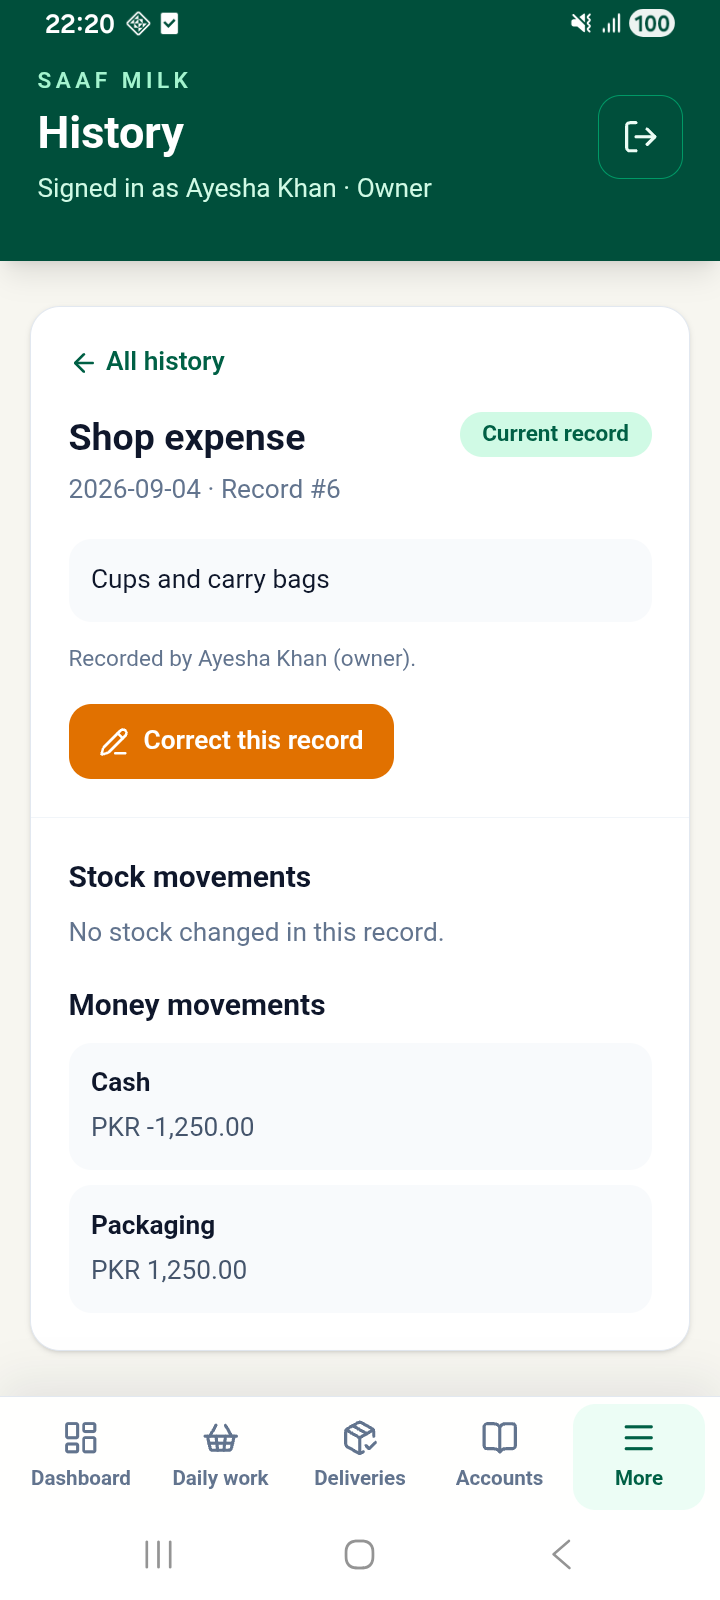 22:20
100
SAAF MILK
History
Signed in as Ayesha Khan · Owner
All history
Shop expense
Current record
2026-09-04 · Record #6
Cups and carry bags
Recorded by Ayesha Khan (owner).
Correct this record
Stock movements
No stock changed in this record.
Money movements
Cash
PKR -1,250.00
Packaging
PKR 1,250.00
Dashboard
Daily work
Deliveries
Accounts
More